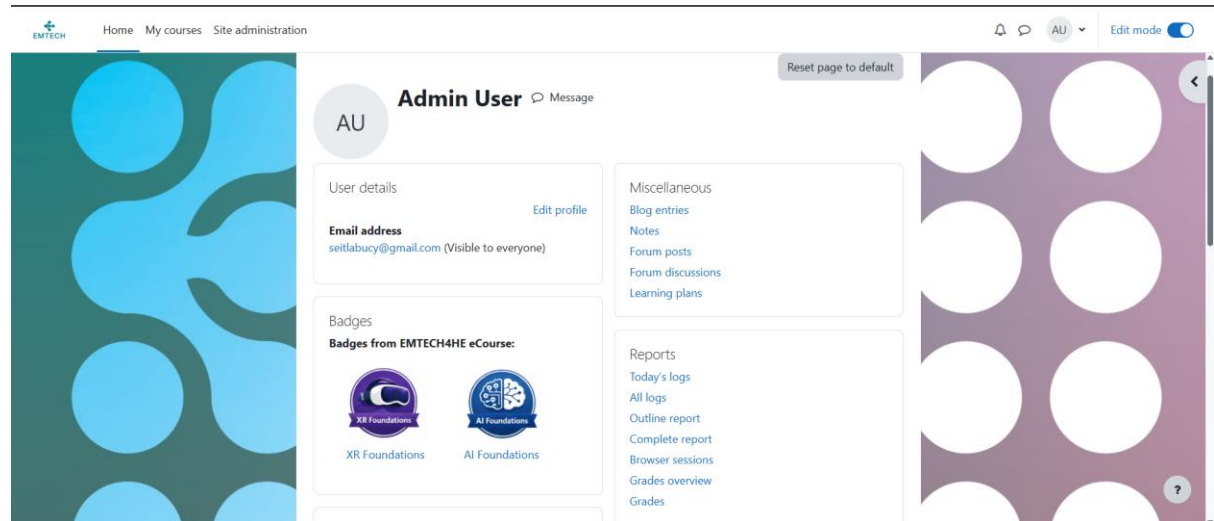 EMTECH
Home My courses Site administration
AU
Edit mode
Reset page to default
AU
Admin User Message
User details
Edit profile
Email address
seitlabucy@gmail.com (Visible to everyone)
Badges
Badges from EMTECH4HE eCourse:
XR Foundations
AI Foundations
XR Foundations
AI Foundations
Miscellaneous
Blog entries
Notes
Forum posts
Forum discussions
Learning plans
Reports
Today's logs
All logs
Outline report
Complete report
Browser sessions
Grades overview
Grades
?